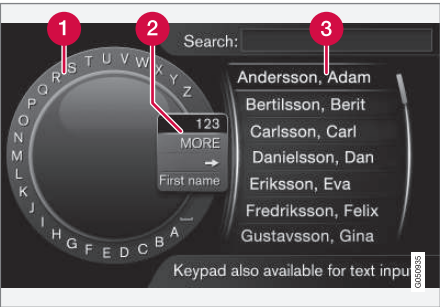 1
2
3
Search:
A B C D E F G H I J K L M N O P Q R S T U V W X Y Z
123
MORE
→
First name
Andersson, Adam
Bertilsson, Berit
Carlsson, Carl
Danielsson, Dan
Eriksson, Eva
Fredriksson, Felix
Gustavsson, Gina
Keypad also available for text inpu
G050935